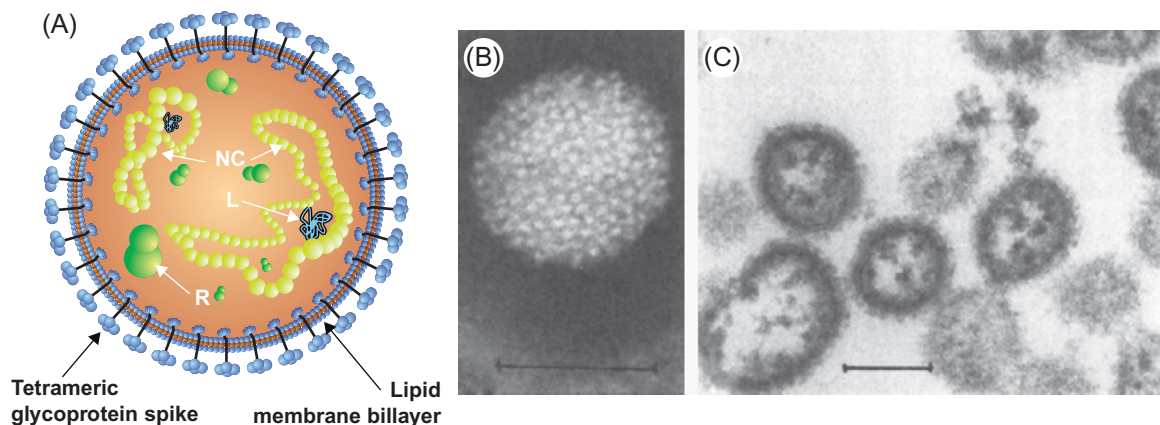 (A)
(B)
(C)
NC
L
R
Tetrameric
glycoprotein spike
Lipid
membrane billayer